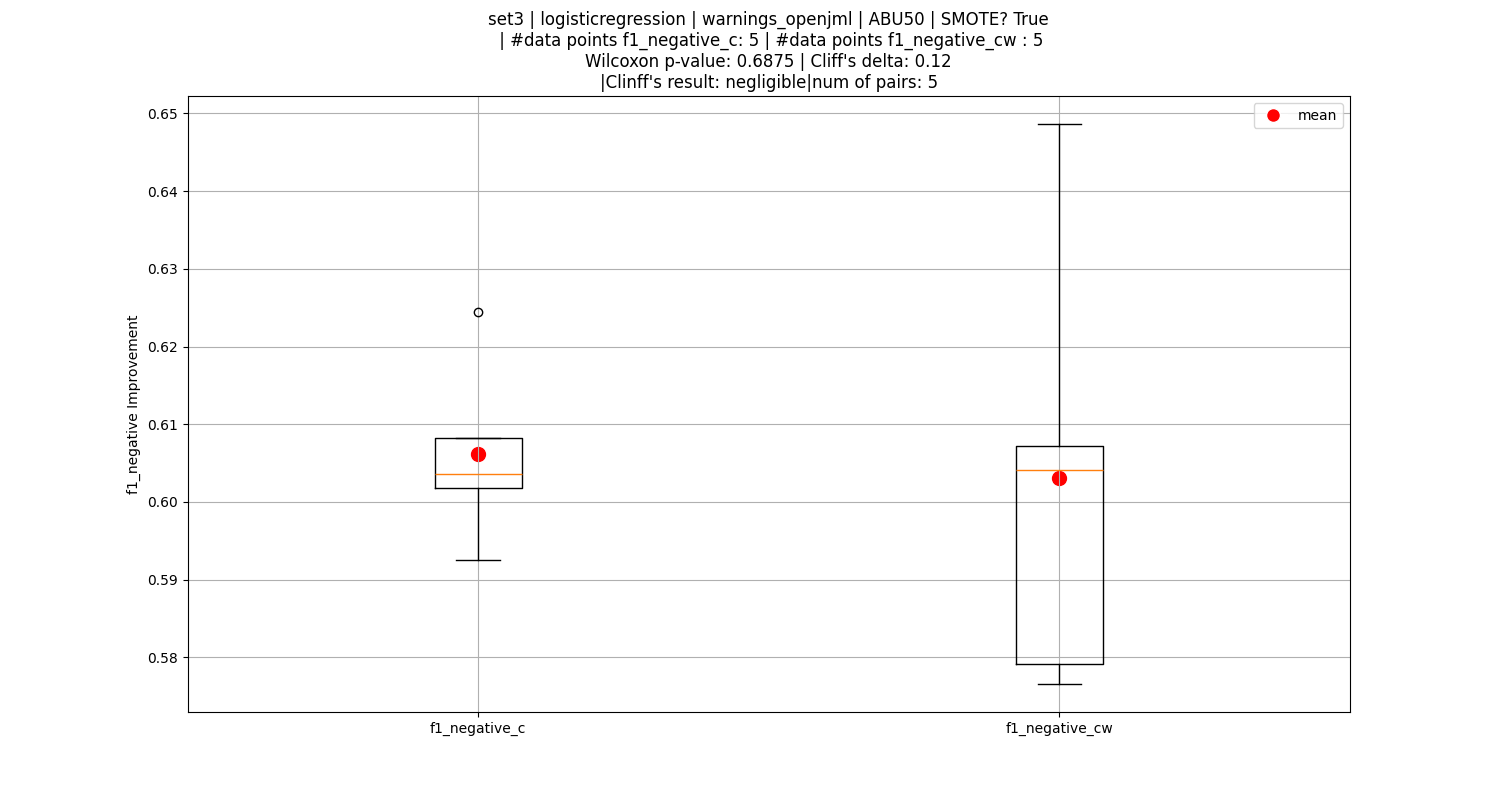 set3 | logisticregression | warnings_openjml | ABU50 | SMOTE? True
| #data points f1_negative_c: 5 | #data points f1_negative_cw : 5
Wilcoxon p-value: 0.6875 | Cliff's delta: 0.12
|Clinff's result: negligible|num of pairs: 5
mean
0.65
0.64
0.63
0.62
0.61
0.60
0.59
0.58
f1_negative Improvement
f1_negative_c
f1_negative_cw